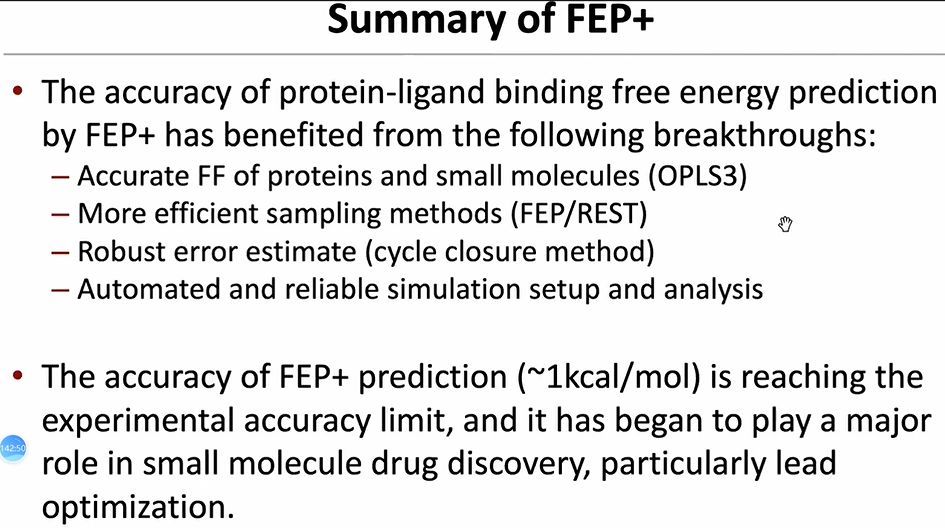 Summary of FEP+
• The accuracy of protein-ligand binding free energy prediction
by FEP+ has benefited from the following breakthroughs:
– Accurate FF of proteins and small molecules (OPLS3)
– More efficient sampling methods (FEP/REST)
– Robust error estimate (cycle closure method)
– Automated and reliable simulation setup and analysis
• The accuracy of FEP+ prediction (~1kcal/mol) is reaching the
experimental accuracy limit, and it has began to play a major
142:50
role in small molecule drug discovery, particularly lead
optimization.